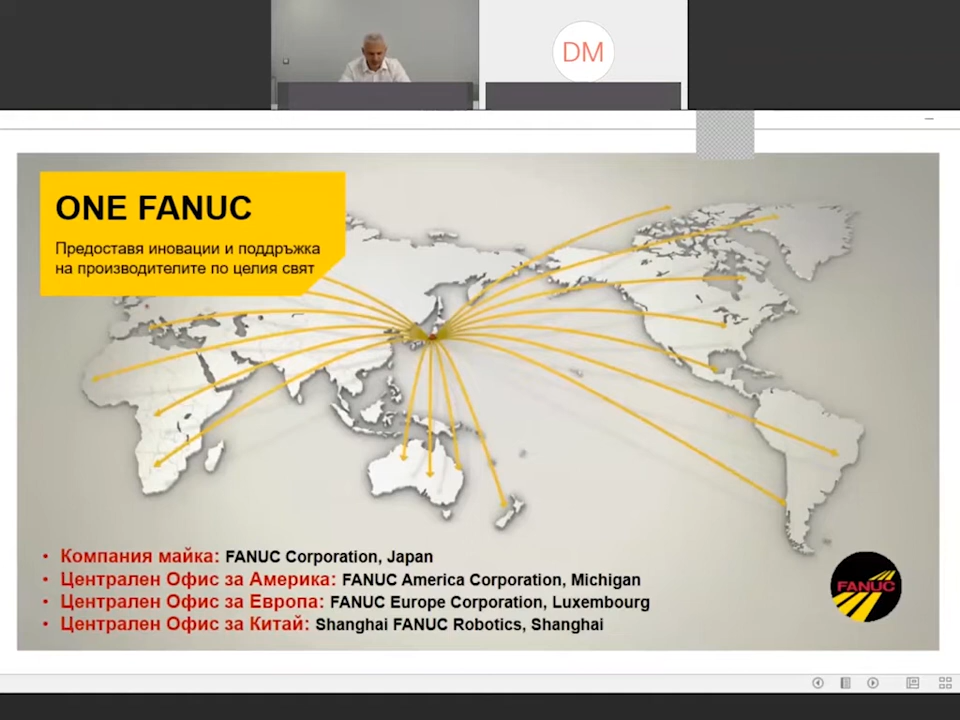 DM
ONE FANUC
Предоставя иновации и поддръжка
на производителите по целия свят
• Компания майка: FANUC Corporation, Japan
• Централен Офис за Америка: FANUC America Corporation, Michigan
• Централен Офис за Европа: FANUC Europe Corporation, Luxembourg
• Централен Офис за Китай: Shanghai FANUC Robotics, Shanghai
FANUC